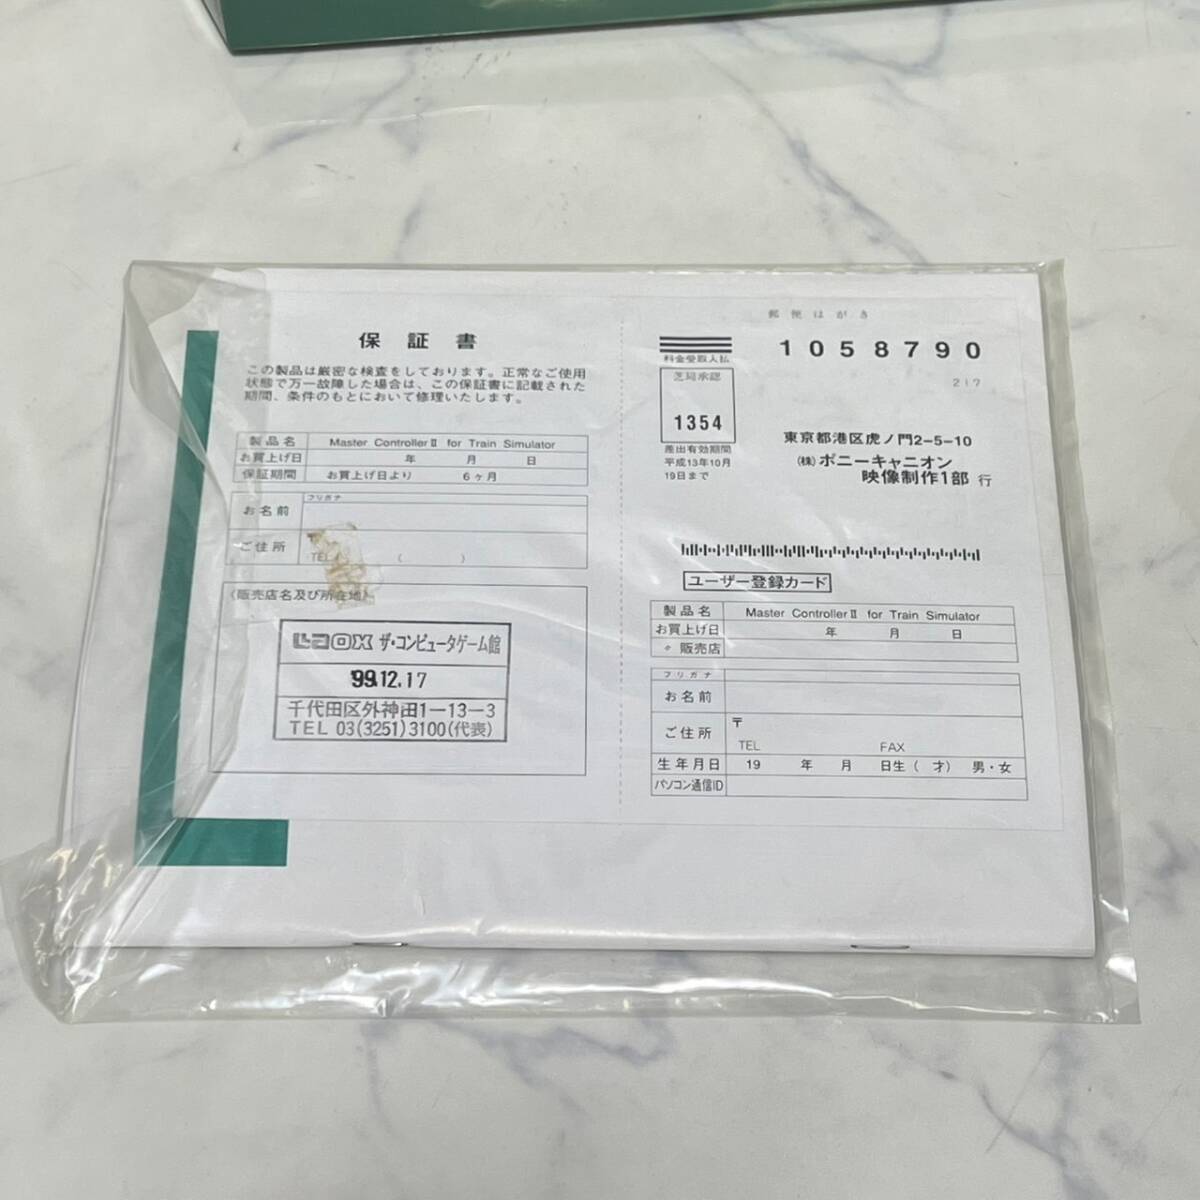 保証書
この製品は厳密な検査をしております。正常なご使用
状態で万一故障した場合は、この保証書に記載された
期間、条件のもとにおいて修理いたします。
製品名 Master Controller II for Train Simulator
お買上げ日 年 月 日
保証期間 お買上げ日より 6ヶ月
フリガナ
お名前
ご住所
TEL ( )
〈販売店名及び所在地〉
Laox ザ・コンピュータゲーム館
'99.12.17
千代田区外神田1-13-3
TEL 03(3251)3100(代表)
郵便はがき
料金受取人払
1058790
芝局承認
217
1354
差出有効期間
平成13年10月
19日まで
東京都港区虎ノ門2-5-10
(株)ポニーキャニオン
映像制作1部 行
ユーザー登録カード
製品名 Master Controller II for Train Simulator
お買上げ日 年 月 日
〃 販売店
フリガナ
お名前
ご住所 〒
TEL FAX
生年月日 19 年 月 日生( 才) 男・女
パソコン通信ID